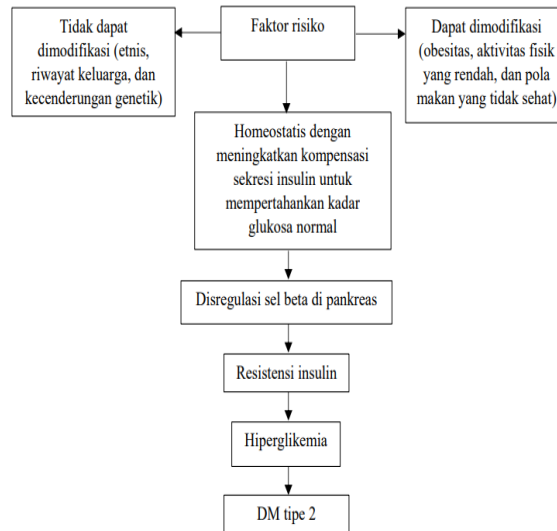 Tidak dapat
dimodifikasi (etnis,
riwayat keluarga, dan
kecenderungan genetik)
Faktor risiko
Dapat dimodifikasi
(obesitas, aktivitas fisik
yang rendah, dan pola
makan yang tidak sehat)
Homeostatis dengan
meningkatkan kompensasi
sekresi insulin untuk
mempertahankan kadar
glukosa normal
Disregulasi sel beta di pankreas
Resistensi insulin
Hiperglikemia
DM tipe 2